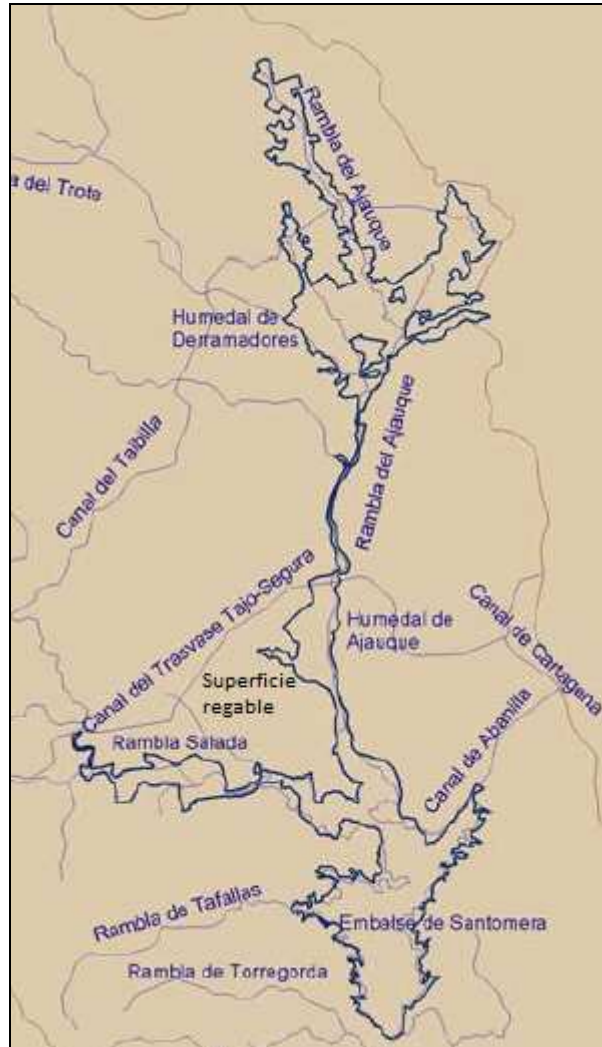 Rambla del Ajauque
a del Trota
Humedal de
Derramadores
Rambla del Ajauque
Canal del Taibilla
Canal del Trasvase Tajo-Segura
Humedal de
Ajauque
Canal de Cartagena
Superficie
regable
Rambla Salada
Canal de Abanilla
Rambla de Tafallas
Embalse de Santomera
Rambla de Torregorda